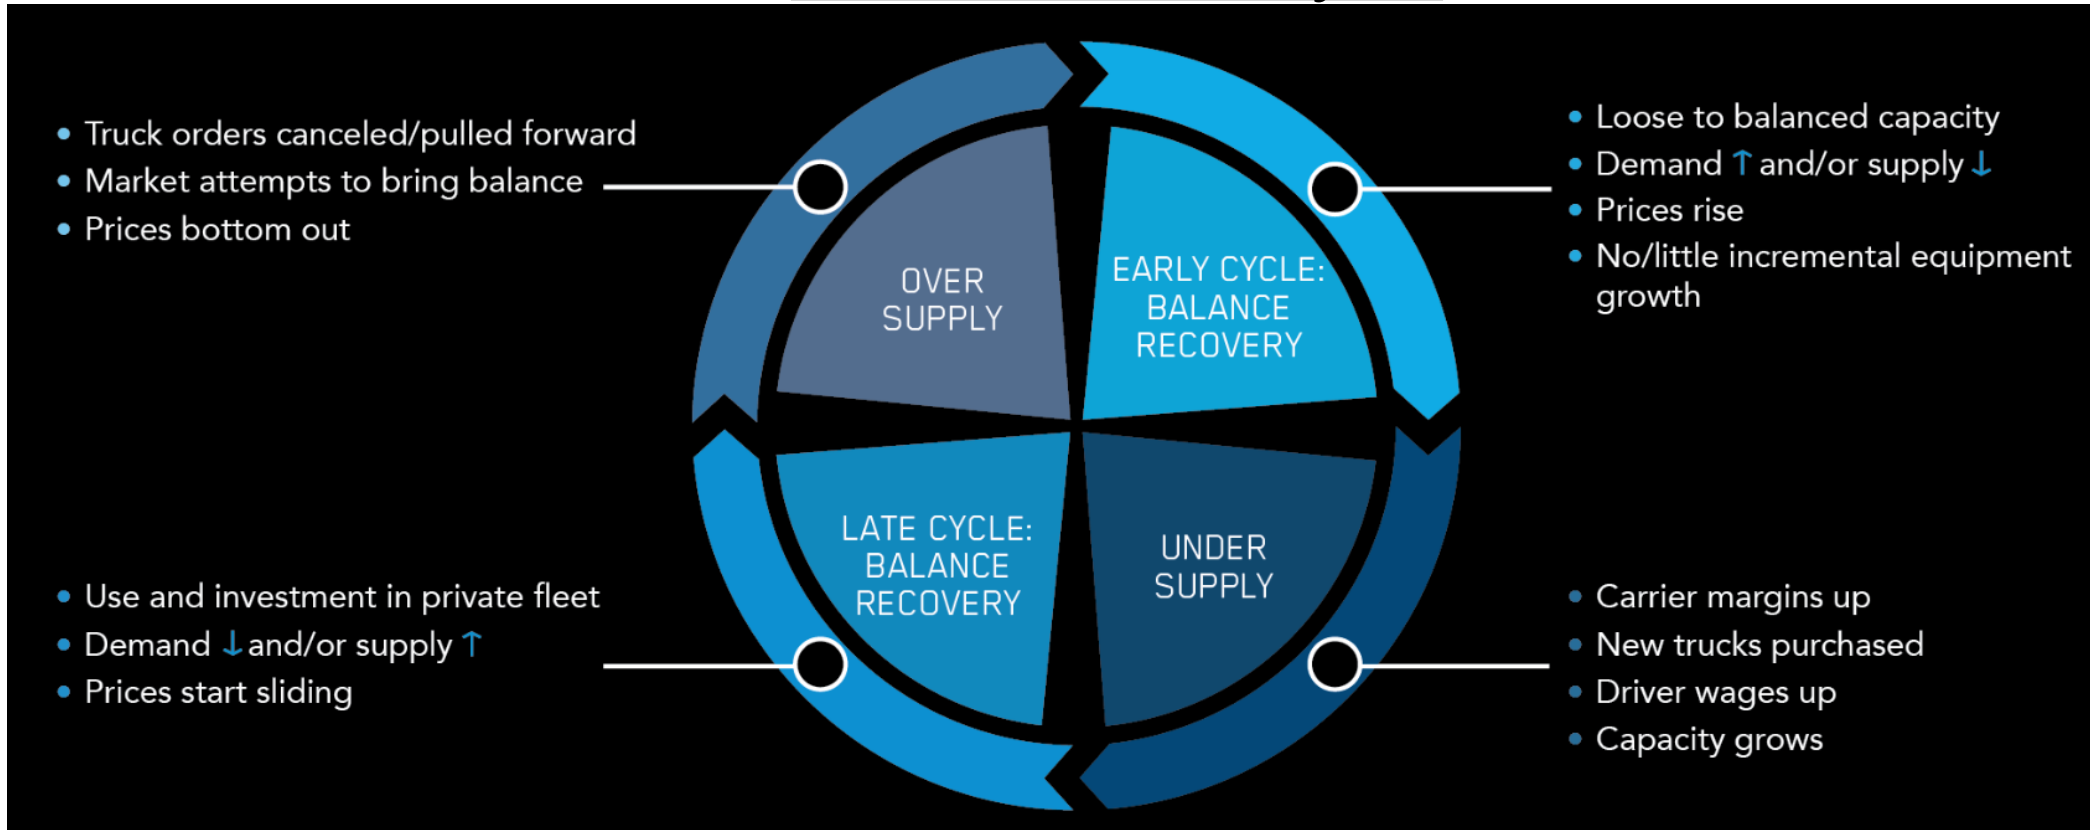 • Truck orders canceled/pulled forward
• Market attempts to bring balance
• Prices bottom out
OVER
SUPPLY
EARLY CYCLE:
BALANCE
RECOVERY
• Loose to balanced capacity
• Demand ↑ and/or supply ↓
• Prices rise
• No/little incremental equipment
growth
• Use and investment in private fleet
• Demand ↓ and/or supply ↑
• Prices start sliding
LATE CYCLE:
BALANCE
RECOVERY
UNDER
SUPPLY
• Carrier margins up
• New trucks purchased
• Driver wages up
• Capacity grows